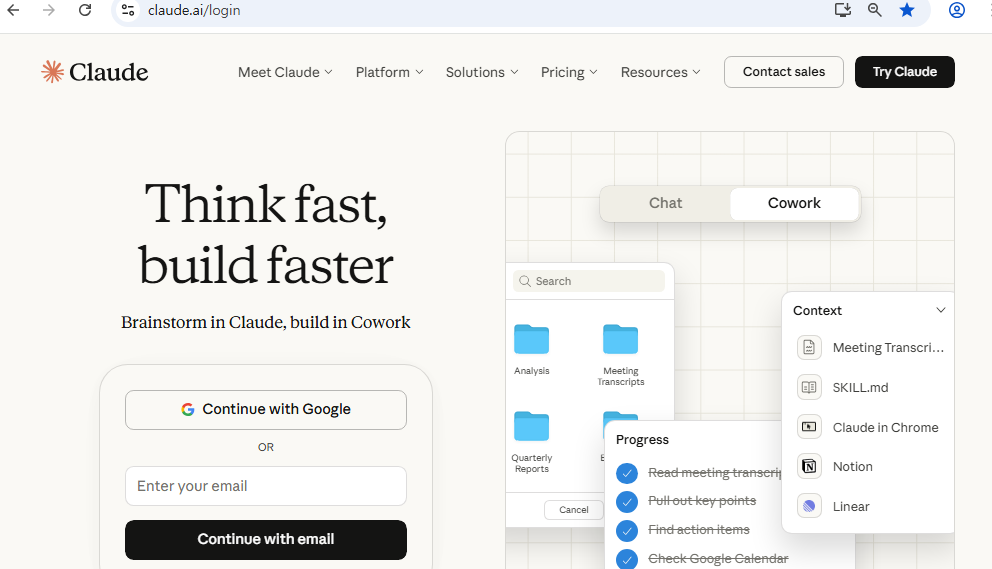 claude.ai/login
Claude
Meet Claude
Platform
Solutions
Pricing
Resources
Contact sales
Try Claude
Think fast,
build faster
Brainstorm in Claude, build in Cowork
Continue with Google
OR
Enter your email
Continue with email
Chat
Cowork
Search
Analysis
Meeting
Transcripts
Quarterly
Reports
Cancel
Progress
Read meeting
Pull out key points
Find action items
Check Google Calendar
Context
Meeting Transcri...
SKILL.md
Claude in Chrome
Notion
Linear